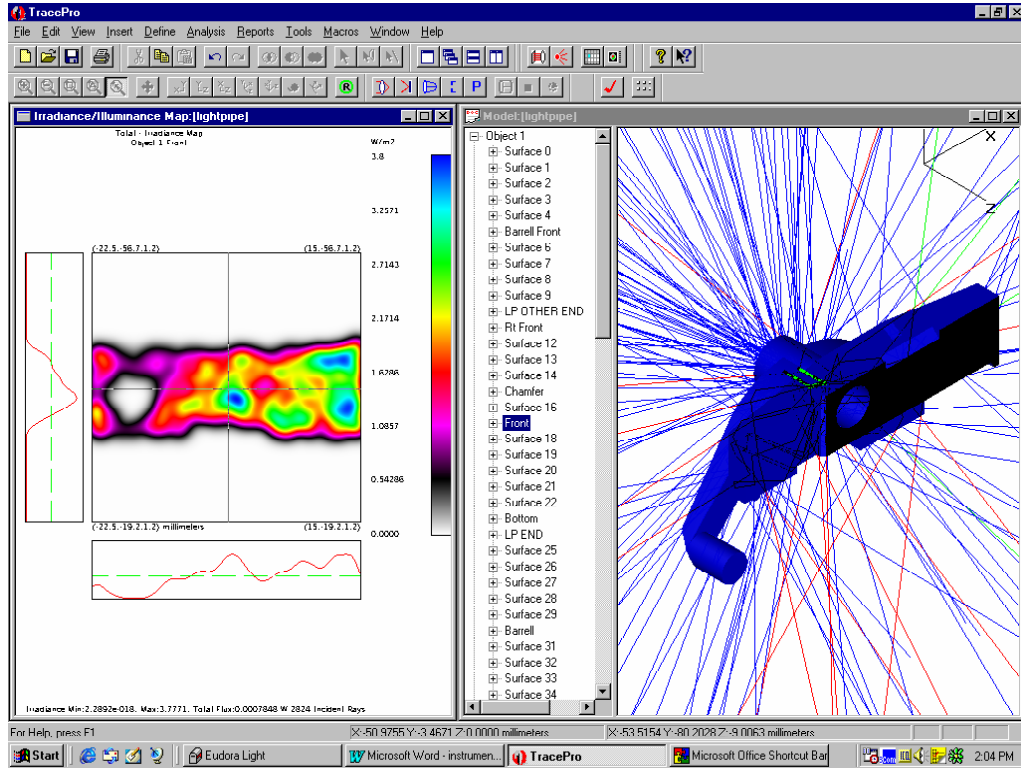 TracePro
File Edit View Insert Define Analysis Reports Tools Macros Window Help
Irradiance/Illuminance Map:[lightpipe]
Total - Irradiance Map
Object 1 Front
W/m2
3.8
3.2571
2.7143
2.1714
1.6286
1.0857
0.54286
0.0000
(-22.5,-56.7,1.2) (15,-56.7,1.2)
(-22.5,-19.2,1.2) millimeters (15,-19.2,1.2)
Irradiance Min:2.2892e-018, Max:3.7771, Total Flux:0.0007848 W 2824 Incident Rays
Model:[lightpipe]
Object 1
Surface 0
Surface 1
Surface 2
Surface 3
Surface 4
Barrell Front
Surface 6
Surface 7
Surface 8
Surface 9
LP OTHER END
Rt Front
Surface 12
Surface 13
Surface 14
Chamfer
Surface 16
Front
Surface 18
Surface 19
Surface 20
Surface 21
Surface 22
Bottom
LP END
Surface 25
Surface 26
Surface 27
Surface 28
Surface 29
Barrell
Surface 31
Surface 32
Surface 33
Surface 34
X
Z
For Help, press F1
X:-50.9755 Y:-3.4671 Z:0.0000 millimeters
X:-53.5154 Y:-80.2028 Z:-9.0063 millimeters
Start
Eudora Light
Microsoft Word - instrumen...
TracePro
Microsoft Office Shortcut Bar
2:04 PM